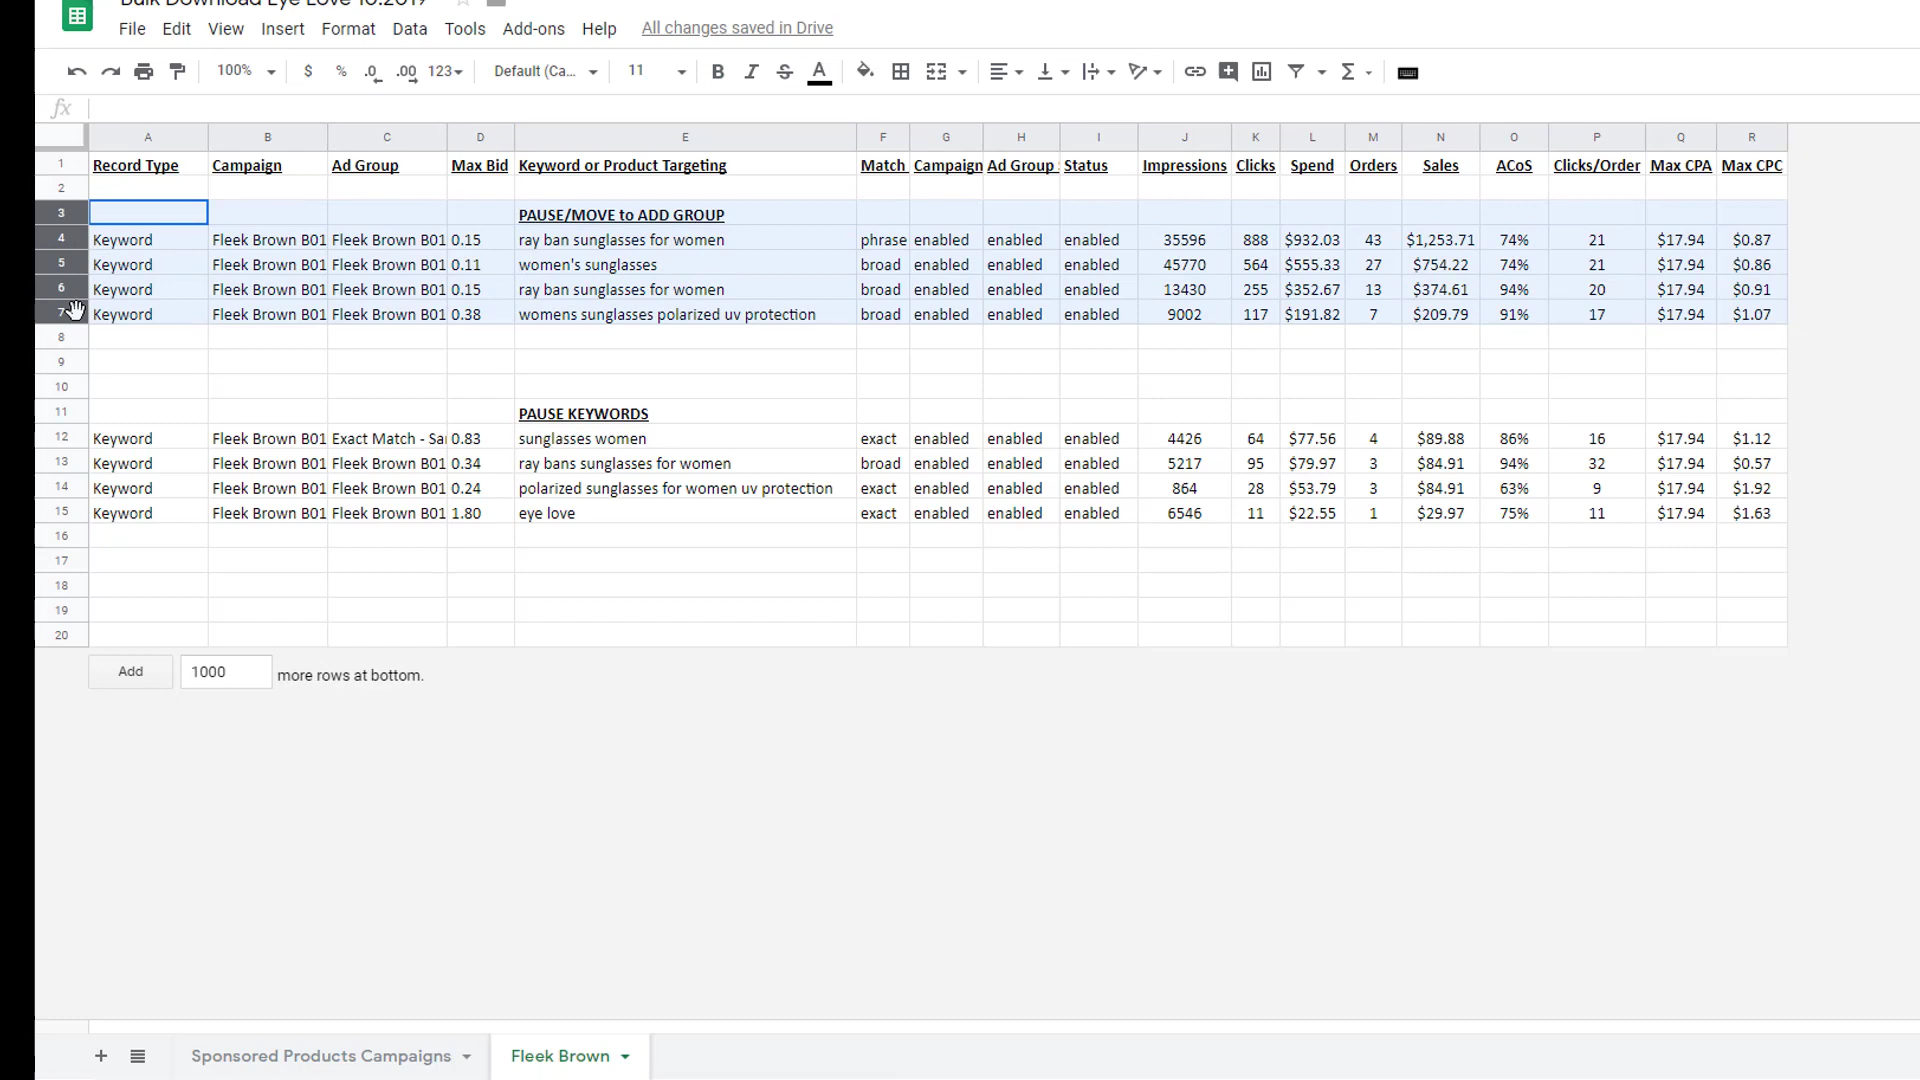 Bulk Download Eye Love 10.2019
File Edit View Insert Format Data Tools Add-ons Help All changes saved in Drive
100% $ % .0 .00 123 Default (Ca... 11 B I S A
fx
A B C D E F G H I J K L M N O P Q R
1 Record Type Campaign Ad Group Max Bid Keyword or Product Targeting Match Campaign Ad Group Status Impressions Clicks Spend Orders Sales ACoS Clicks/Order Max CPA Max CPC
2
3 PAUSE/MOVE to ADD GROUP
4 Keyword Fleek Brown B01 Fleek Brown B01 0.15 ray ban sunglasses for women phrase enabled enabled enabled 35596 888 $932.03 43 $1,253.71 74% 21 $17.94 $0.87
5 Keyword Fleek Brown B01 Fleek Brown B01 0.11 women's sunglasses broad enabled enabled enabled 45770 564 $555.33 27 $754.22 74% 21 $17.94 $0.86
6 Keyword Fleek Brown B01 Fleek Brown B01 0.15 ray ban sunglasses for women broad enabled enabled enabled 13430 255 $352.67 13 $374.61 94% 20 $17.94 $0.91
7 Keyword Fleek Brown B01 Fleek Brown B01 0.38 womens sunglasses polarized uv protection broad enabled enabled enabled 9002 117 $191.82 7 $209.79 91% 17 $17.94 $1.07
8
9
10
11 PAUSE KEYWORDS
12 Keyword Fleek Brown B01 Exact Match - Sa 0.83 sunglasses women exact enabled enabled enabled 4426 64 $77.56 4 $89.88 86% 16 $17.94 $1.12
13 Keyword Fleek Brown B01 Fleek Brown B01 0.34 ray bans sunglasses for women broad enabled enabled enabled 5217 95 $79.97 3 $84.91 94% 32 $17.94 $0.57
14 Keyword Fleek Brown B01 Fleek Brown B01 0.24 polarized sunglasses for women uv protection exact enabled enabled enabled 864 28 $53.79 3 $84.91 63% 9 $17.94 $1.92
15 Keyword Fleek Brown B01 Fleek Brown B01 1.80 eye love exact enabled enabled enabled 6546 11 $22.55 1 $29.97 75% 11 $17.94 $1.63
16
17
18
19
20
Add 1000 more rows at bottom.
Sponsored Products Campaigns Fleek Brown